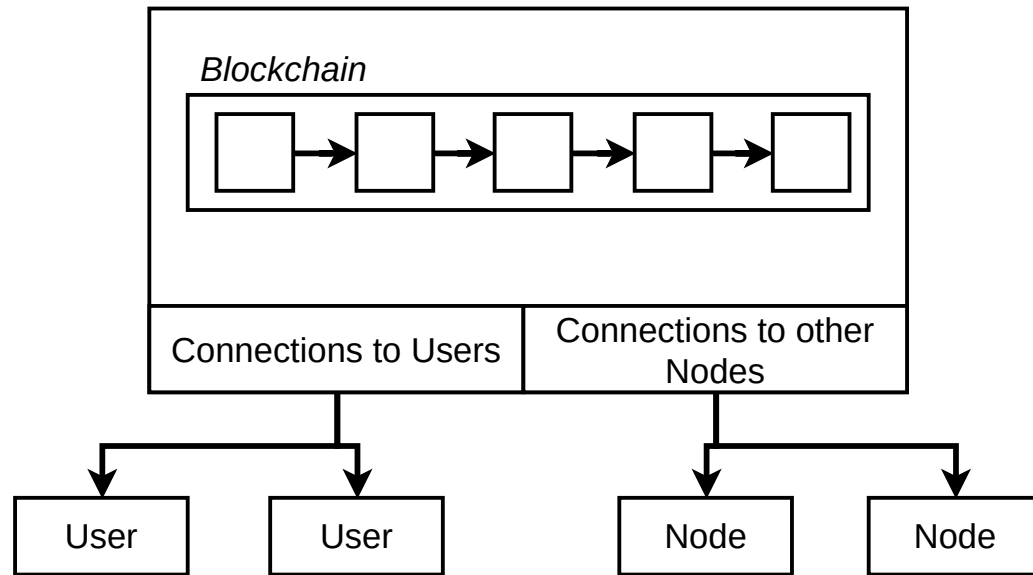 Blockchain
Connections to Users
Connections to other
Nodes
User
User
Node
Node